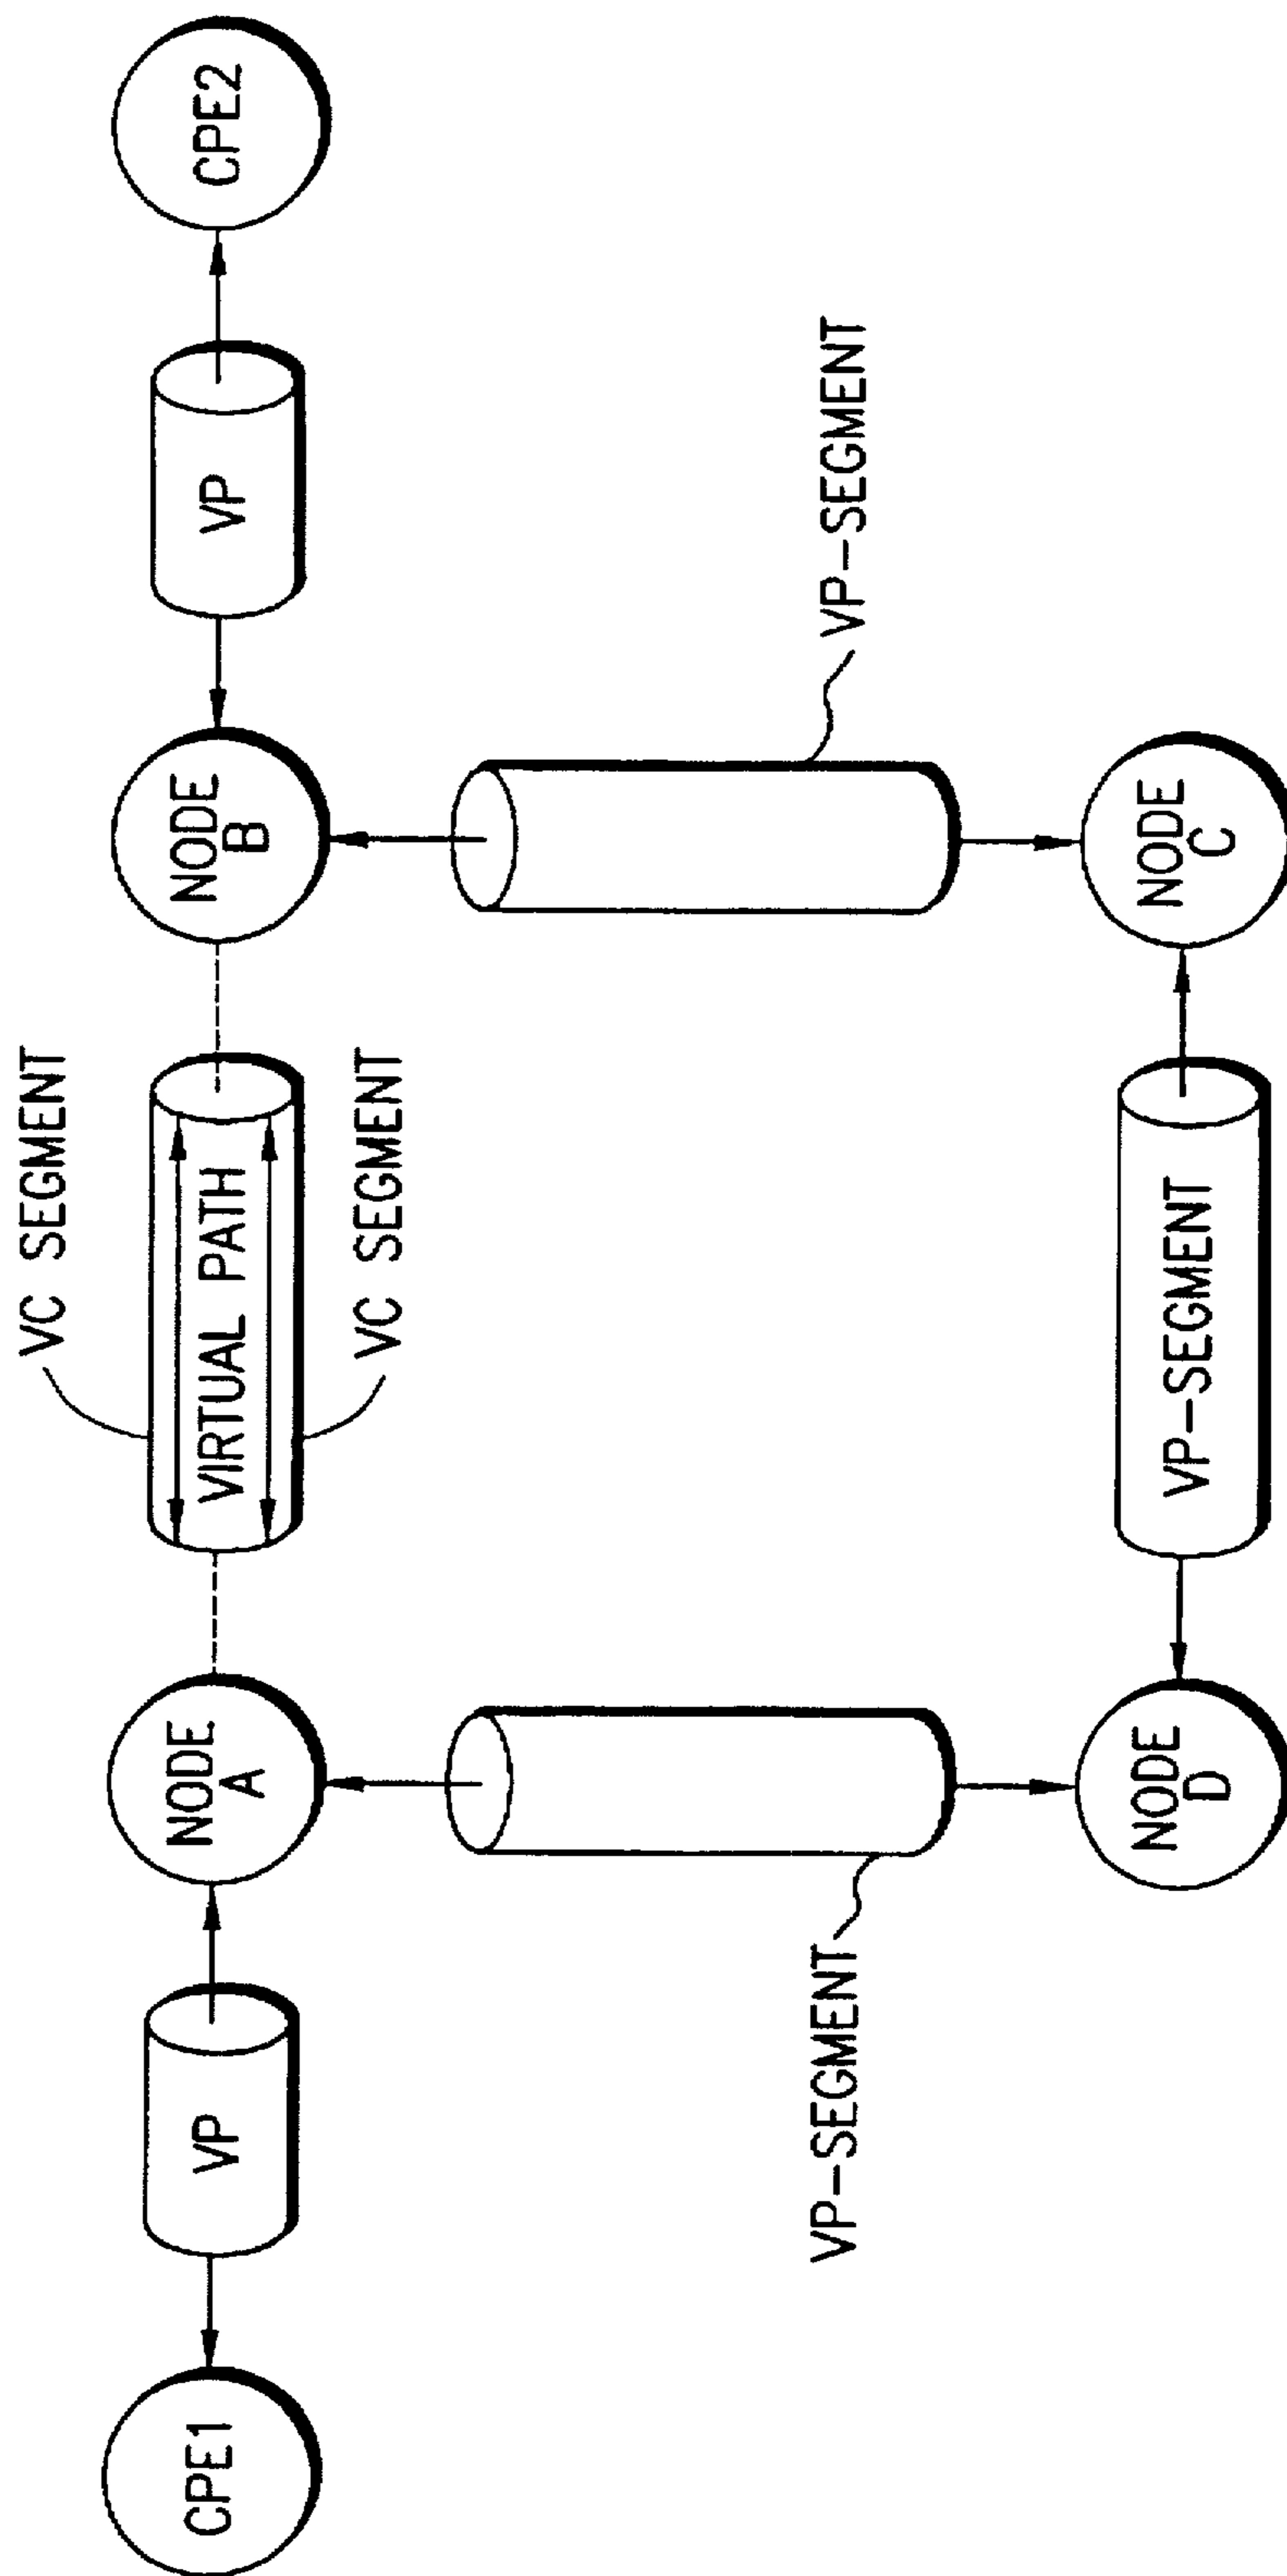 VC SEGMENT
CPE1
VP
NODE
A
VIRTUAL PATH
NODE
B
VP
CPE2
VC SEGMENT
VP-SEGMENT
VP-SEGMENT
NODE
D
VP-SEGMENT
NODE
C